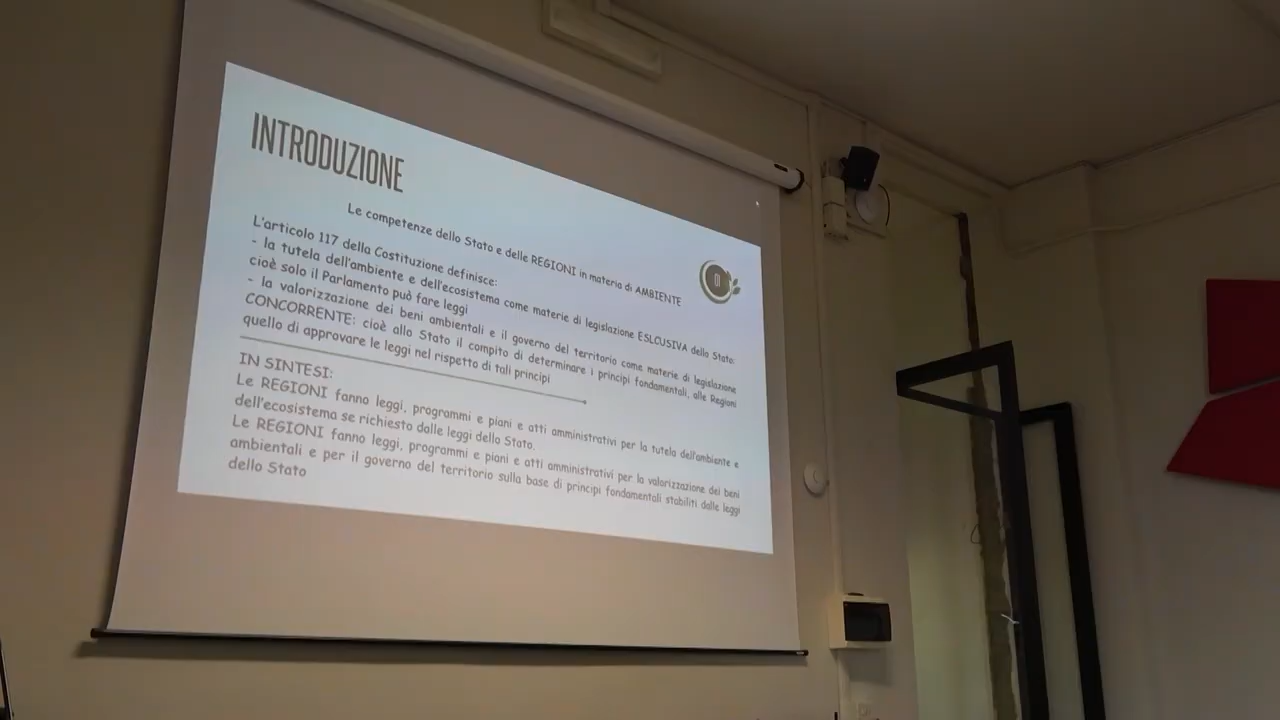 INTRODUZIONE
Le competenze dello Stato e delle REGIONI in materia di AMBIENTE
L'articolo 117 della Costituzione definisce:
- la tutela dell'ambiente e dell'ecosistema come materie di legislazione ESLCUSIVA dello Stato:
cioè solo il Parlamento può fare leggi
- la valorizzazione dei beni ambientali e il governo del territorio come materie di legislazione
CONCORRENTE: cioè allo Stato il compito di determinare i principi fondamentali, alle Regioni
quello di approvare le leggi nel rispetto di tali principi
IN SINTESI:
Le REGIONI fanno leggi, programmi e piani e atti amministrativi per la tutela dell'ambiente e
dell'ecosistema se richiesto dalle leggi dello Stato.
Le REGIONI fanno leggi, programmi e piani e atti amministrativi per la valorizzazione dei beni
ambientali e per il governo del territorio sulla base di principi fondamentali stabiliti dalle leggi
dello Stato